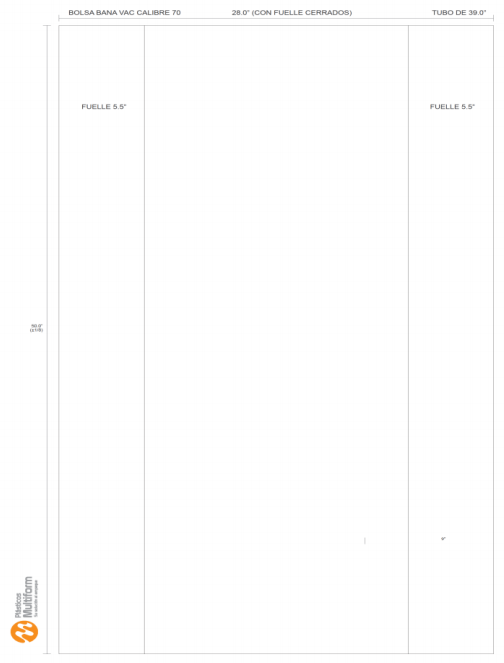 BOLSA BANA VAC CALIBRE 70 28.0" (CON FUELLE CERRADOS) TUBO DE 39.0"
FUELLE 5.5" FUELLE 5.5"
50.0"
Plásticos
Multiform